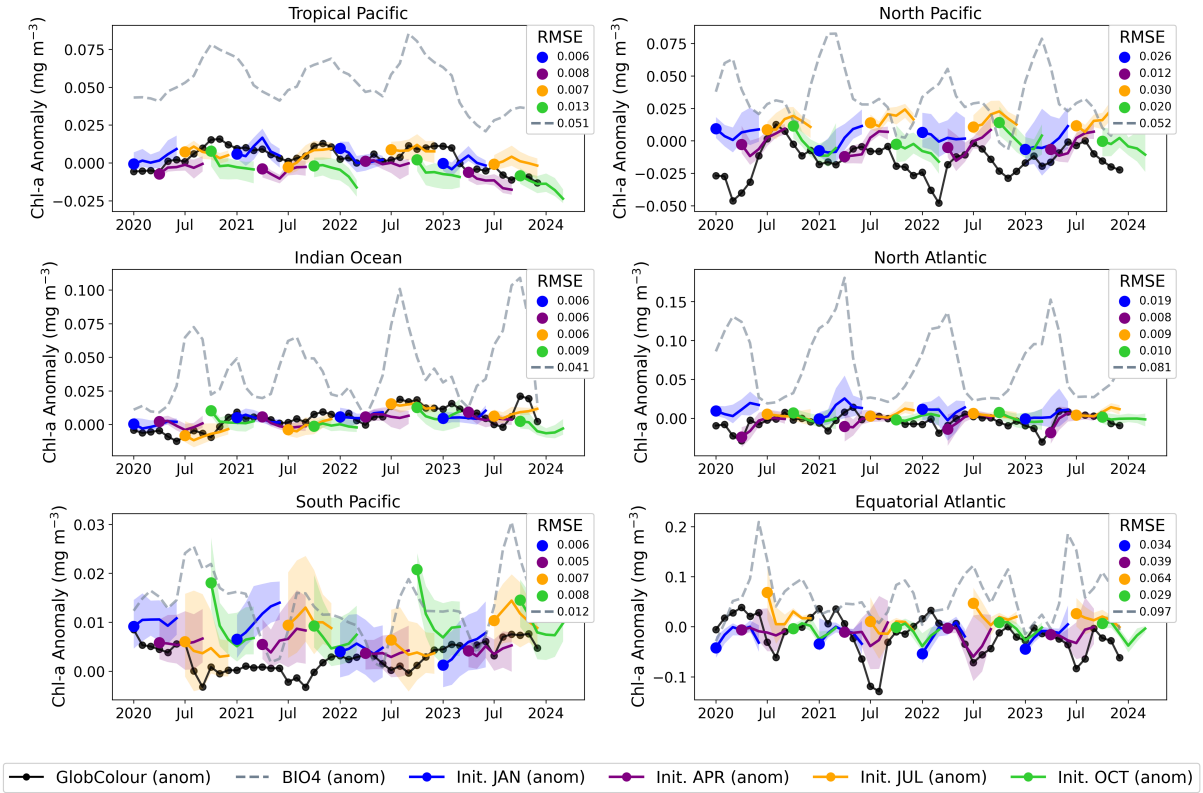 Tropical Pacific
Chl-a Anomaly (mg m⁻³)
0.075
0.050
0.025
0.000
−0.025
2020 Jul 2021 Jul 2022 Jul 2023 Jul 2024
RMSE
0.006
0.008
0.007
0.013
0.051
North Pacific
Chl-a Anomaly (mg m⁻³)
0.075
0.050
0.025
0.000
−0.025
−0.050
2020 Jul 2021 Jul 2022 Jul 2023 Jul 2024
RMSE
0.026
0.012
0.030
0.020
0.052
Indian Ocean
Chl-a Anomaly (mg m⁻³)
0.100
0.075
0.050
0.025
0.000
2020 Jul 2021 Jul 2022 Jul 2023 Jul 2024
RMSE
0.006
0.006
0.006
0.009
0.041
North Atlantic
Chl-a Anomaly (mg m⁻³)
0.15
0.10
0.05
0.00
2020 Jul 2021 Jul 2022 Jul 2023 Jul 2024
RMSE
0.019
0.008
0.009
0.010
0.081
South Pacific
Chl-a Anomaly (mg m⁻³)
0.03
0.02
0.01
0.00
2020 Jul 2021 Jul 2022 Jul 2023 Jul 2024
RMSE
0.006
0.005
0.007
0.008
0.012
Equatorial Atlantic
Chl-a Anomaly (mg m⁻³)
0.2
0.1
0.0
−0.1
2020 Jul 2021 Jul 2022 Jul 2023 Jul 2024
RMSE
0.034
0.039
0.064
0.029
0.097
GlobColour (anom) BIO4 (anom) Init. JAN (anom) Init. APR (anom) Init. JUL (anom) Init. OCT (anom)